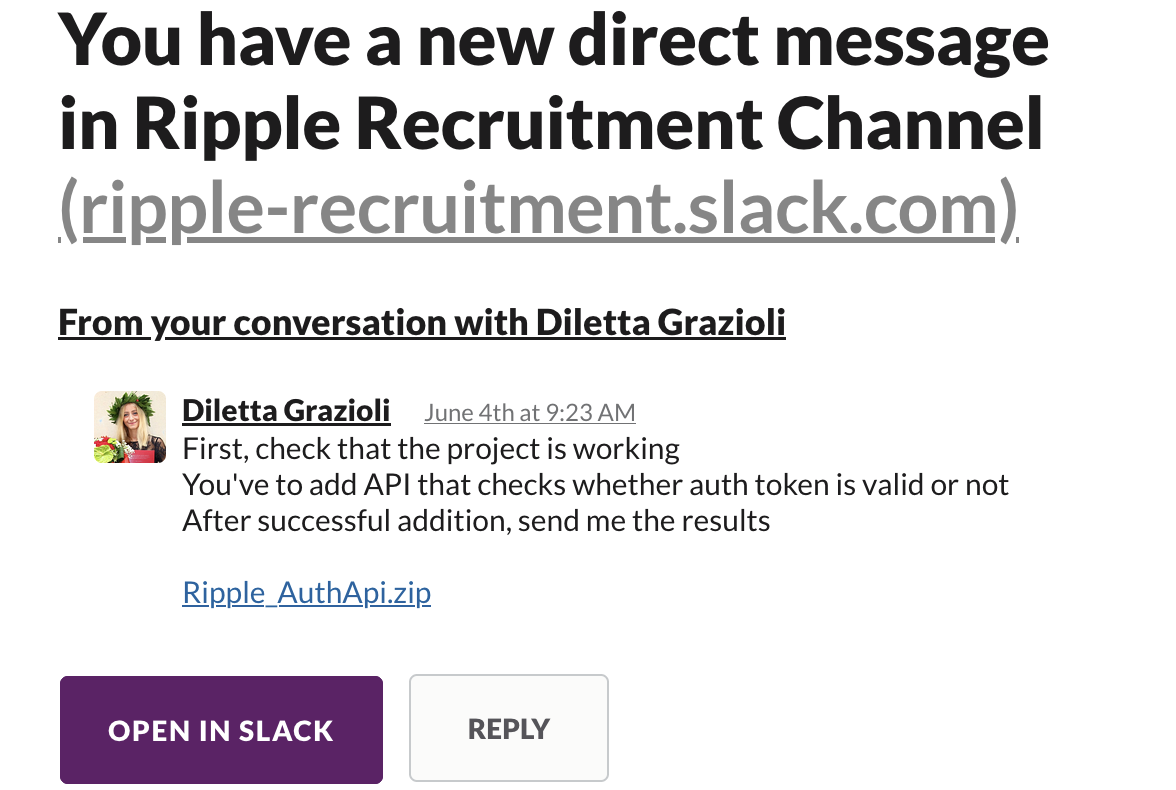 You have a new direct message
in Ripple Recruitment Channel
(ripple-recruitment.slack.com)
From your conversation with Diletta Grazioli
Diletta Grazioli June 4th at 9:23 AM
First, check that the project is working
You've to add API that checks whether auth token is valid or not
After successful addition, send me the results
Ripple_AuthApi.zip
OPEN IN SLACK REPLY